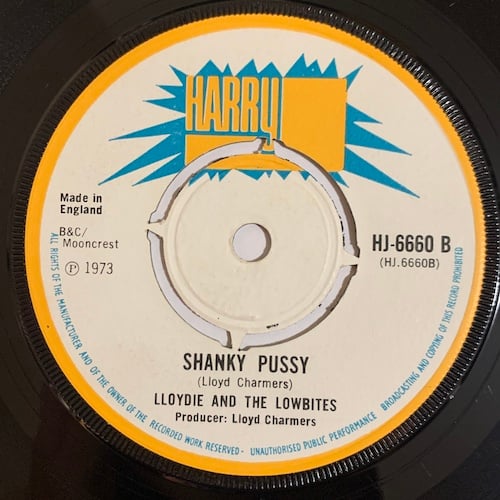 HARRY
Made in
England
B&C/
Mooncrest
Ⓟ 1973
HJ-6660 B
(HJ.6660B)
SHANKY PUSSY
(Lloyd Charmers)
LLOYDIE AND THE LOWBITES
Producer: Lloyd Charmers
ALL RIGHTS OF THE MANUFACTURER AND OF THE OWNER OF THE RECORDED WORK RESERVED - UNAUTHORISED PUBLIC PERFORMANCE BROADCASTING AND COPYING OF THIS RECORD PROHIBITED